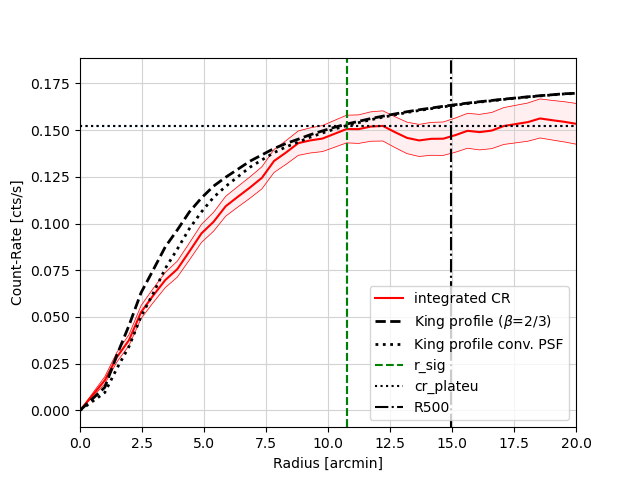 0.175
0.150
0.125
0.100
0.075
0.050
0.025
0.000
Count-Rate [cts/s]
integrated CR
King profile (β=2/3)
King profile conv. PSF
r_sig
cr_plateu
R500
0.0 2.5 5.0 7.5 10.0 12.5 15.0 17.5 20.0
Radius [arcmin]